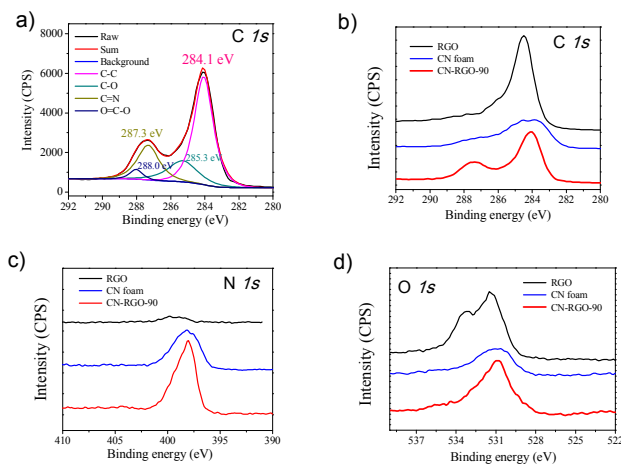 a)
C 1s
Raw
Sum
Background
C-C
C-O
C=N
O=C-O
284.1 eV
287.3 eV
288.0 eV
285.3 eV
8000
6000
4000
2000
0
Intensity (CPS)
292 290 288 286 284 282 280
Binding energy (eV)
b)
C 1s
RGO
CN foam
CN-RGO-90
Intensity (CPS)
292 290 288 286 284 282 280
Binding energy (eV)
c)
N 1s
RGO
CN foam
CN-RGO-90
Intensity (CPS)
410 405 400 395 390
Binding energy (eV)
d)
O 1s
RGO
CN foam
CN-RGO-90
Intensity (CPS)
537 534 531 528 525 522
Binding energy (eV)